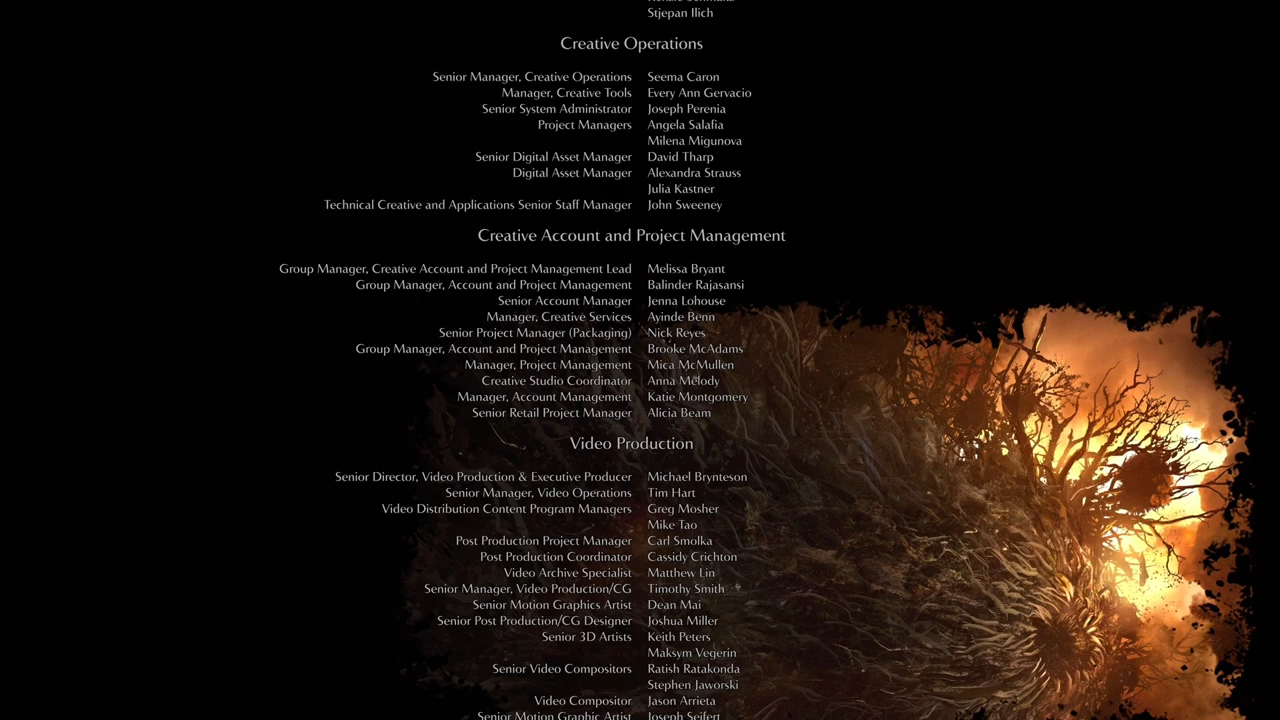 Stjepan Ilich
Creative Operations
Senior Manager, Creative Operations Seema Caron
Manager, Creative Tools Every Ann Gervacio
Senior System Administrator Joseph Perenia
Project Managers Angela Salafia
Milena Migunova
Senior Digital Asset Manager David Tharp
Digital Asset Manager Alexandra Strauss
Julia Kastner
Technical Creative and Applications Senior Staff Manager John Sweeney
Creative Account and Project Management
Group Manager, Creative Account and Project Management Lead Melissa Bryant
Group Manager, Account and Project Management Balinder Rajasansi
Senior Account Manager Jenna Lohouse
Manager, Creative Services Ayinde Benn
Senior Project Manager (Packaging) Nick Reyes
Group Manager, Account and Project Management Brooke McAdams
Manager, Project Management Mica McMullen
Creative Studio Coordinator Anna Melody
Manager, Account Management Katie Montgomery
Senior Retail Project Manager Alicia Beam
Video Production
Senior Director, Video Production & Executive Producer Michael Brynteson
Senior Manager, Video Operations Tim Hart
Video Distribution Content Program Managers Greg Mosher
Mike Tao
Post Production Project Manager Carl Smolka
Post Production Coordinator Cassidy Crichton
Video Archive Specialist Matthew Lin
Senior Manager, Video Production/CG Timothy Smith
Senior Motion Graphics Artist Dean Mai
Senior Post Production/CG Designer Joshua Miller
Senior 3D Artists Keith Peters
Maksym Vegerin
Senior Video Compositors Ratish Ratakonda
Stephen Jaworski
Video Compositor Jason Arrieta
Senior Motion Graphic Artist Joseph Seifert